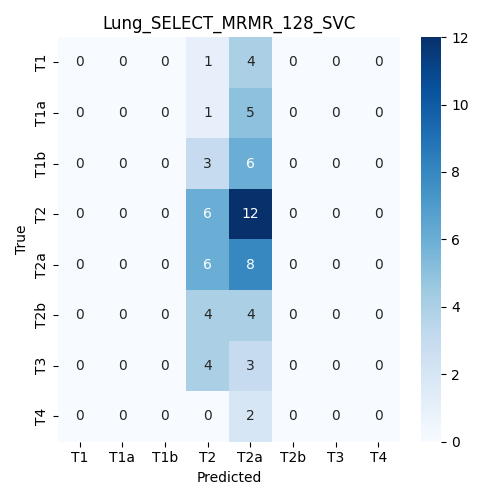 Lung_SELECT_MRMR_128_SVC
T1 0 0 0 1 4 0 0 0
T1a 0 0 0 1 5 0 0 0
T1b 0 0 0 3 6 0 0 0
T2 0 0 0 6 12 0 0 0
T2a 0 0 0 6 8 0 0 0
T2b 0 0 0 4 4 0 0 0
T3 0 0 0 4 3 0 0 0
T4 0 0 0 0 2 0 0 0
T1 T1a T1b T2 T2a T2b T3 T4
Predicted
True
12
10
8
6
4
2
0